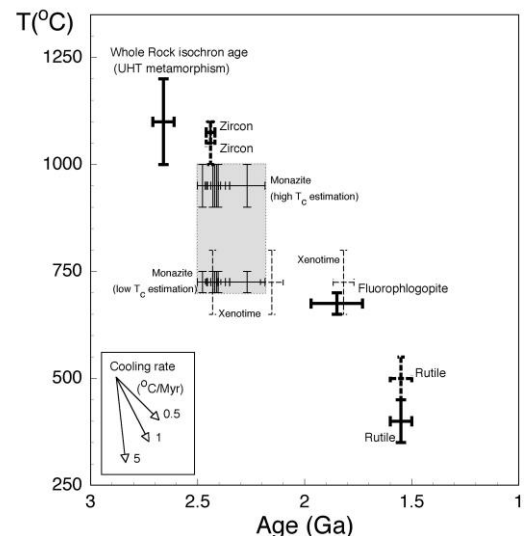 T(°C)
1250
1000
750
500
250
Whole Rock isochron age
(UHT metamorphism)
Zircon
Zircon
Monazite
(high Tc estimation)
Xenotime
Monazite
(low Tc estimation)
Xenotime
Fluorophlogopite
Rutile
Rutile
Cooling rate
(°C/Myr)
0.5
1
5
3
2.5
2
1.5
1
Age (Ga)